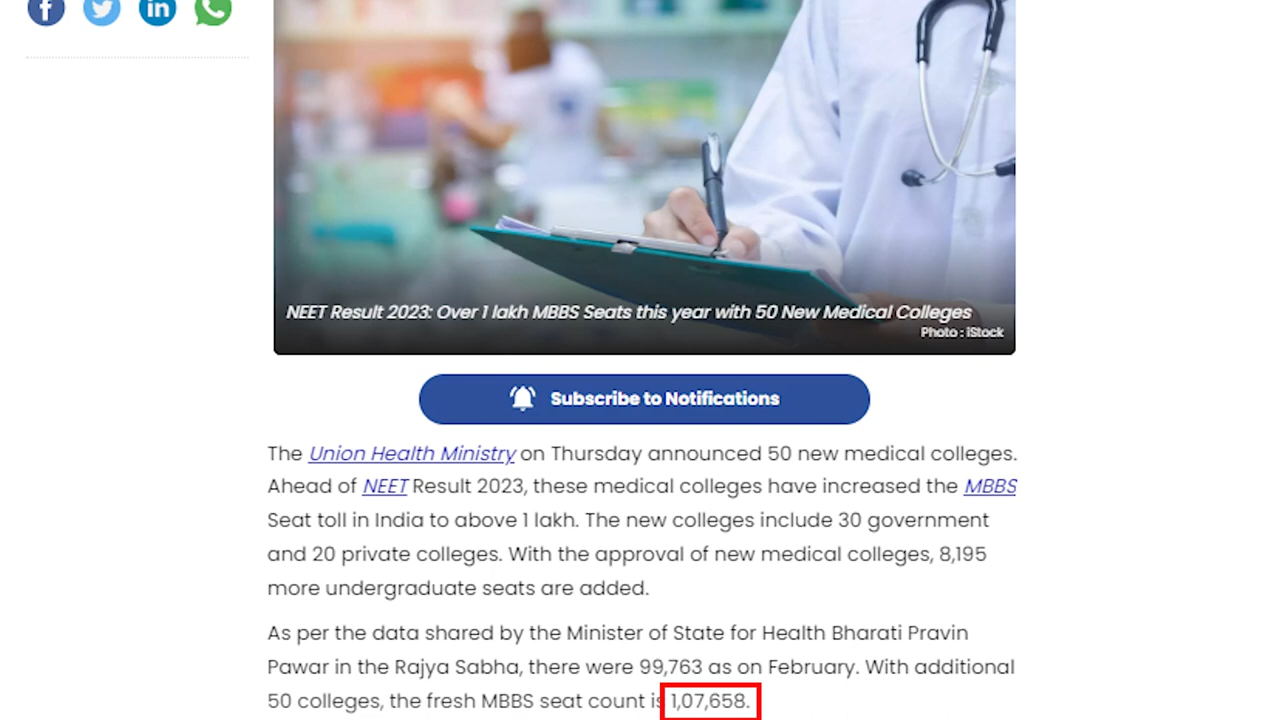 NEET Result 2023: Over 1 lakh MBBS Seats this year with 50 New Medical Colleges
Photo : iStock
Subscribe to Notifications
The Union Health Ministry on Thursday announced 50 new medical colleges.
Ahead of NEET Result 2023, these medical colleges have increased the MBBS
Seat toll in India to above 1 lakh. The new colleges include 30 government
and 20 private colleges. With the approval of new medical colleges, 8,195
more undergraduate seats are added.
As per the data shared by the Minister of State for Health Bharati Pravin
Pawar in the Rajya Sabha, there were 99,763 as on February. With additional
50 colleges, the fresh MBBS seat count is 1,07,658.